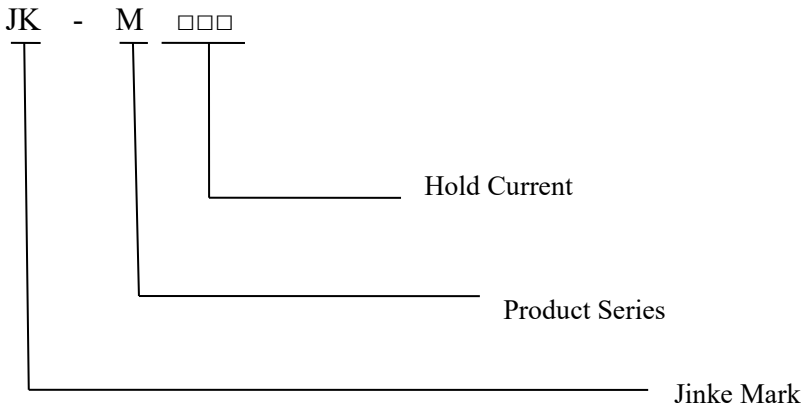 JK - M □□□
Hold Current
Product Series
Jinke Mark